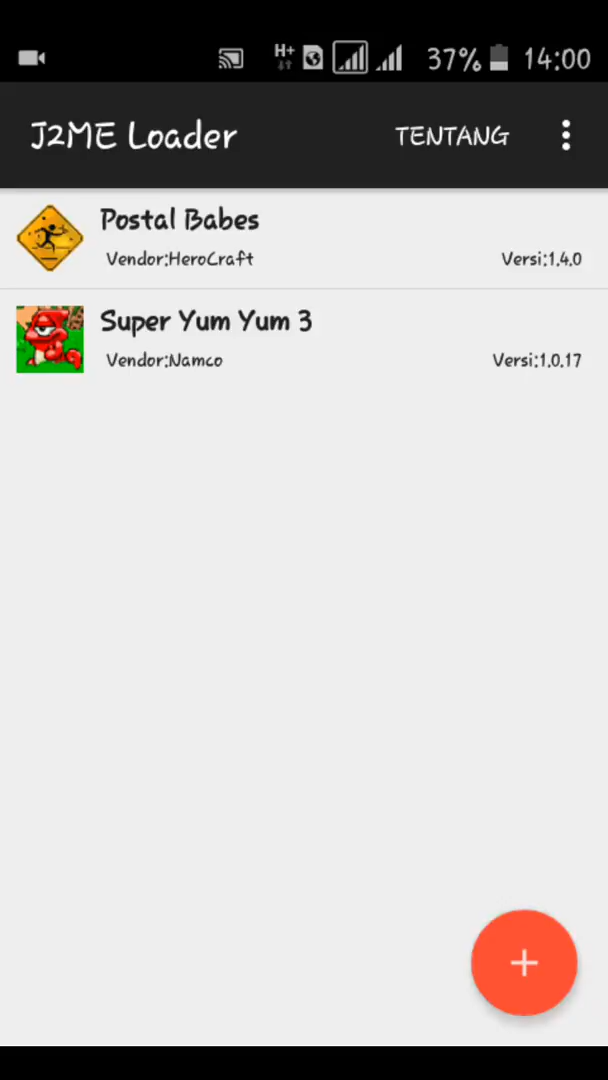 H+ 37% 14:00
J2ME Loader TENTANG
Postal Babes
Vendor:HeroCraft Versi:1.4.0
Super Yum Yum 3
Vendor:Namco Versi:1.0.17
+